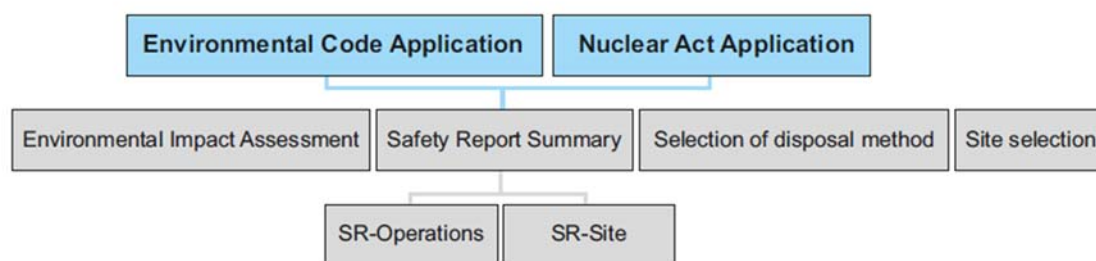 Environmental Code Application
Nuclear Act Application
Environmental Impact Assessment
Safety Report Summary
Selection of disposal method
Site selection
SR-Operations
SR-Site